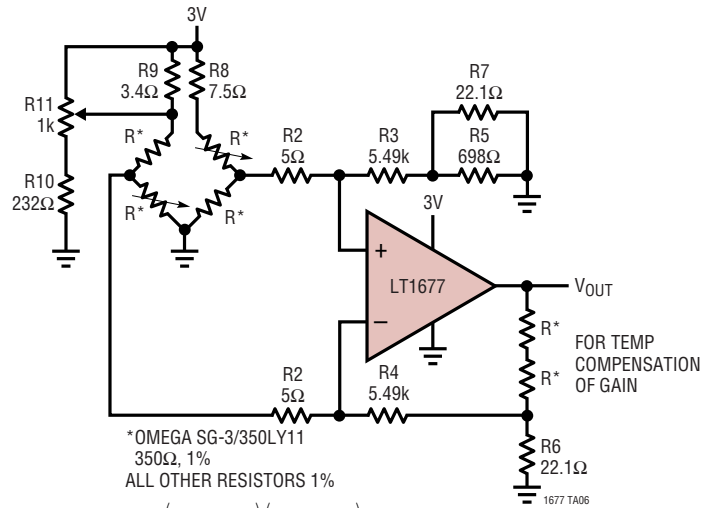 3V
R9
3.4Ω
R8
7.5Ω
R11
1k
R10
232Ω
R*
R*
R*
R*
R2
5Ω
R3
5.49k
R7
22.1Ω
R5
698Ω
3V
+
LT1677
–
VOUT
R*
R*
FOR TEMP
COMPENSATION
OF GAIN
R2
5Ω
R4
5.49k
R6
22.1Ω
*OMEGA SG-3/350LY11
350Ω, 1%
ALL OTHER RESISTORS 1%
1677 TA06